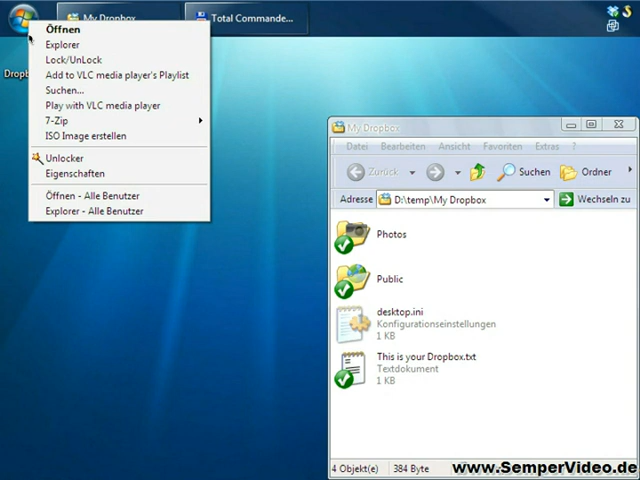 My Dropbox
Total Commande...
Öffnen
Explorer
Lock/UnLock
Add to VLC media player's Playlist
Suchen...
Play with VLC media player
7-Zip
ISO Image erstellen
Unlocker
Eigenschaften
Öffnen - Alle Benutzer
Explorer - Alle Benutzer
My Dropbox
Datei Bearbeiten Ansicht Favoriten Extras ?
Zurück Suchen Ordner
Adresse D:\temp\My Dropbox Wechseln zu
Photos
Public
desktop.ini
Konfigurationseinstellungen
1 KB
This is your Dropbox.txt
Textdokument
1 KB
4 Objekt(e) 384 Byte
www.SemperVideo.de